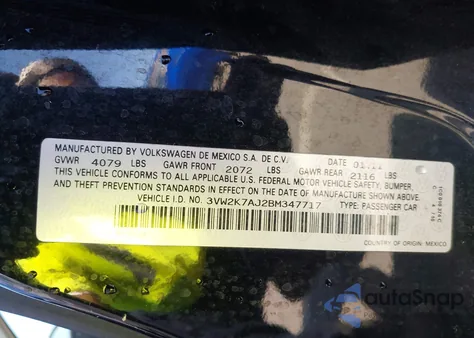 MANUFACTURED BY VOLKSWAGEN DE MEXICO S.A. DE C.V. DATE
GVWR 4079 LBS GAWR FRONT 2072 LBS GAWR REAR 2116 LBS
THIS VEHICLE CONFORMS TO ALL APPLICABLE U.S. FEDERAL MOTOR VEHICLE SAFETY, BUMPER,
AND THEFT PREVENTION STANDARDS IN EFFECT ON THE DATE OF MANUFACTURE SHOWN ABOVE.
VEHICLE I.D. NO. 3VW2K7AJ2BM347717 TYPE: PASSENGER CAR
COUNTRY OF ORIGIN: MEXICO
autoSnap